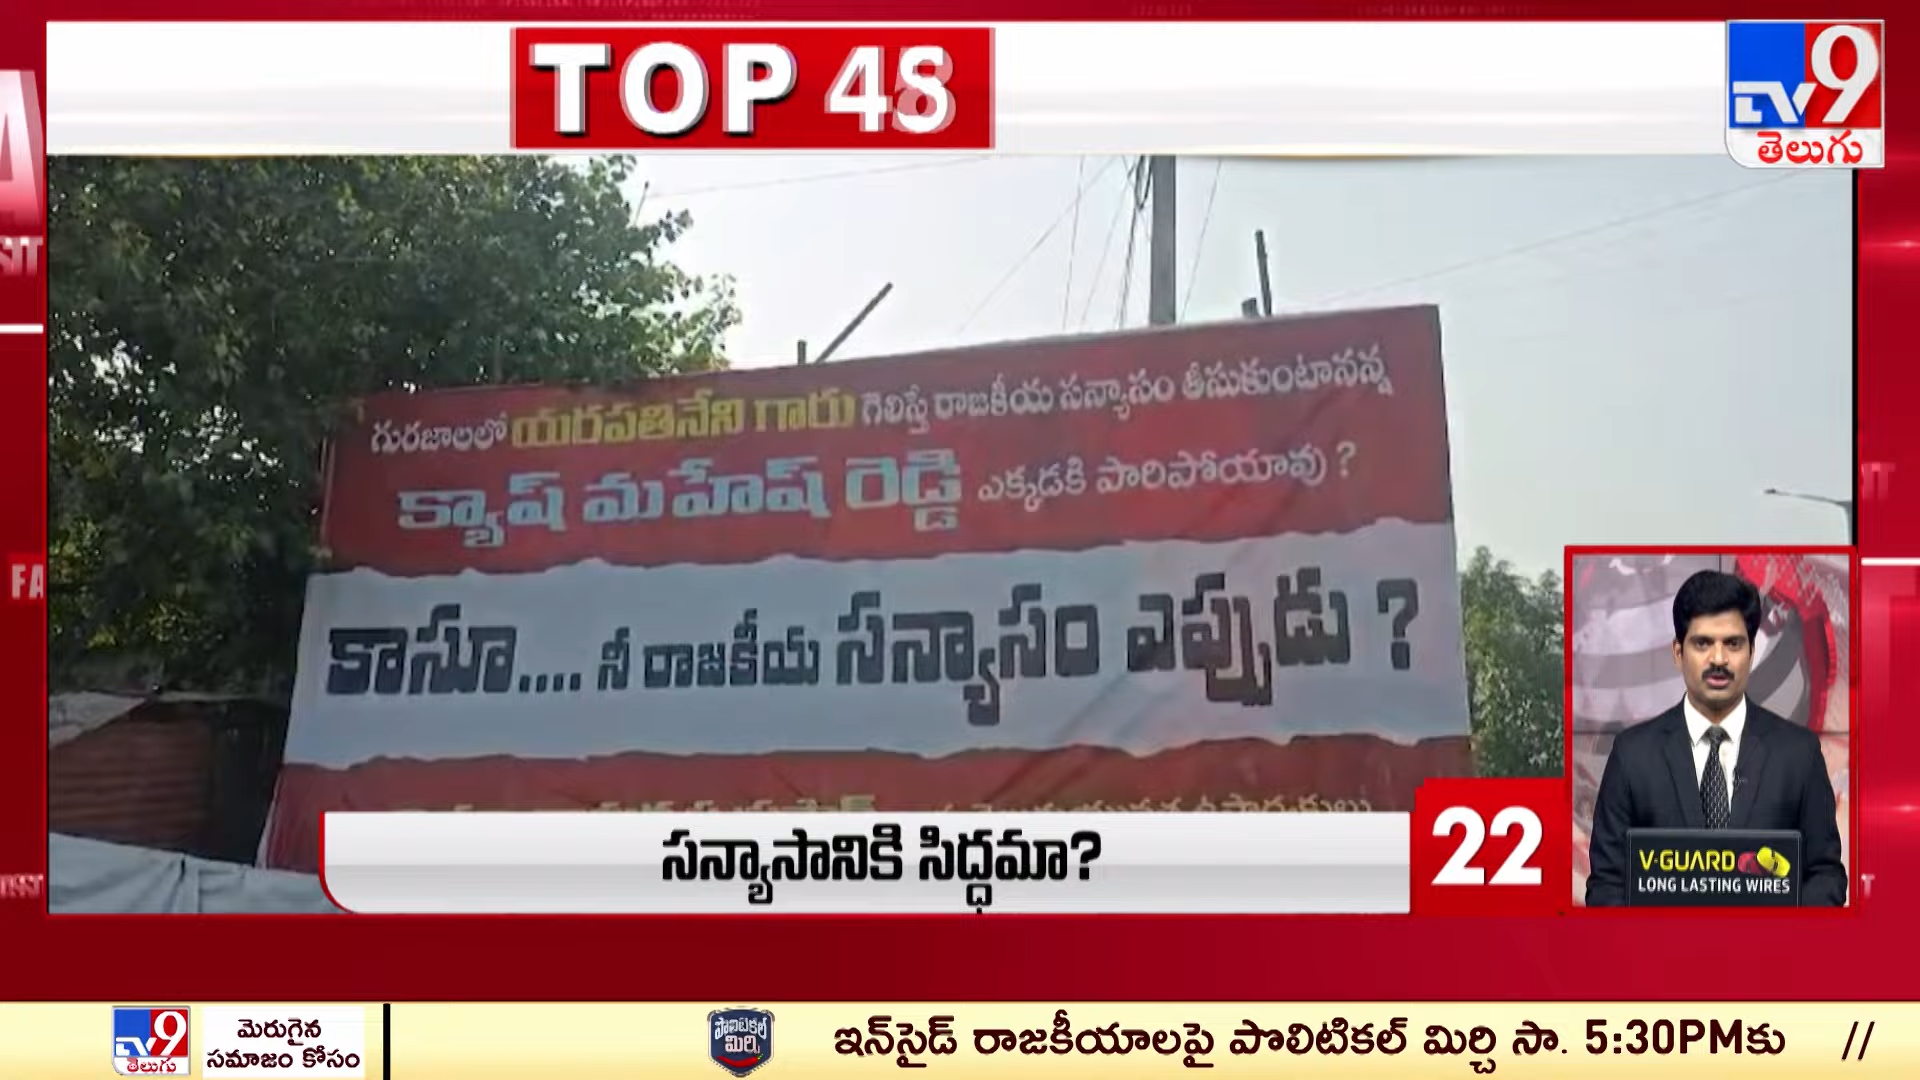 TOP 48
TV9
తెలుగు
గురజాలలో యరపతినేని గారు గెలిస్తే రాజకీయ సన్యాసం తీసుకుంటానన్న
క్యాష్ మహేష్ రెడ్డి ఎక్కడకి పారిపోయావు ?
కాసూ.... నీ రాజకీయ సన్యాసం ఎప్పుడు ?
సన్యాసానికి సిద్ధమా?
22
V-GUARD
LONG LASTING WIRES
TV9
తెలుగు
మెరుగైన
సమాజం కోసం
పొలిటికల్
మిర్చి
ఇన్‌సైడ్ రాజకీయాలపై పొలిటికల్ మిర్చి సా. 5:30PMకు //